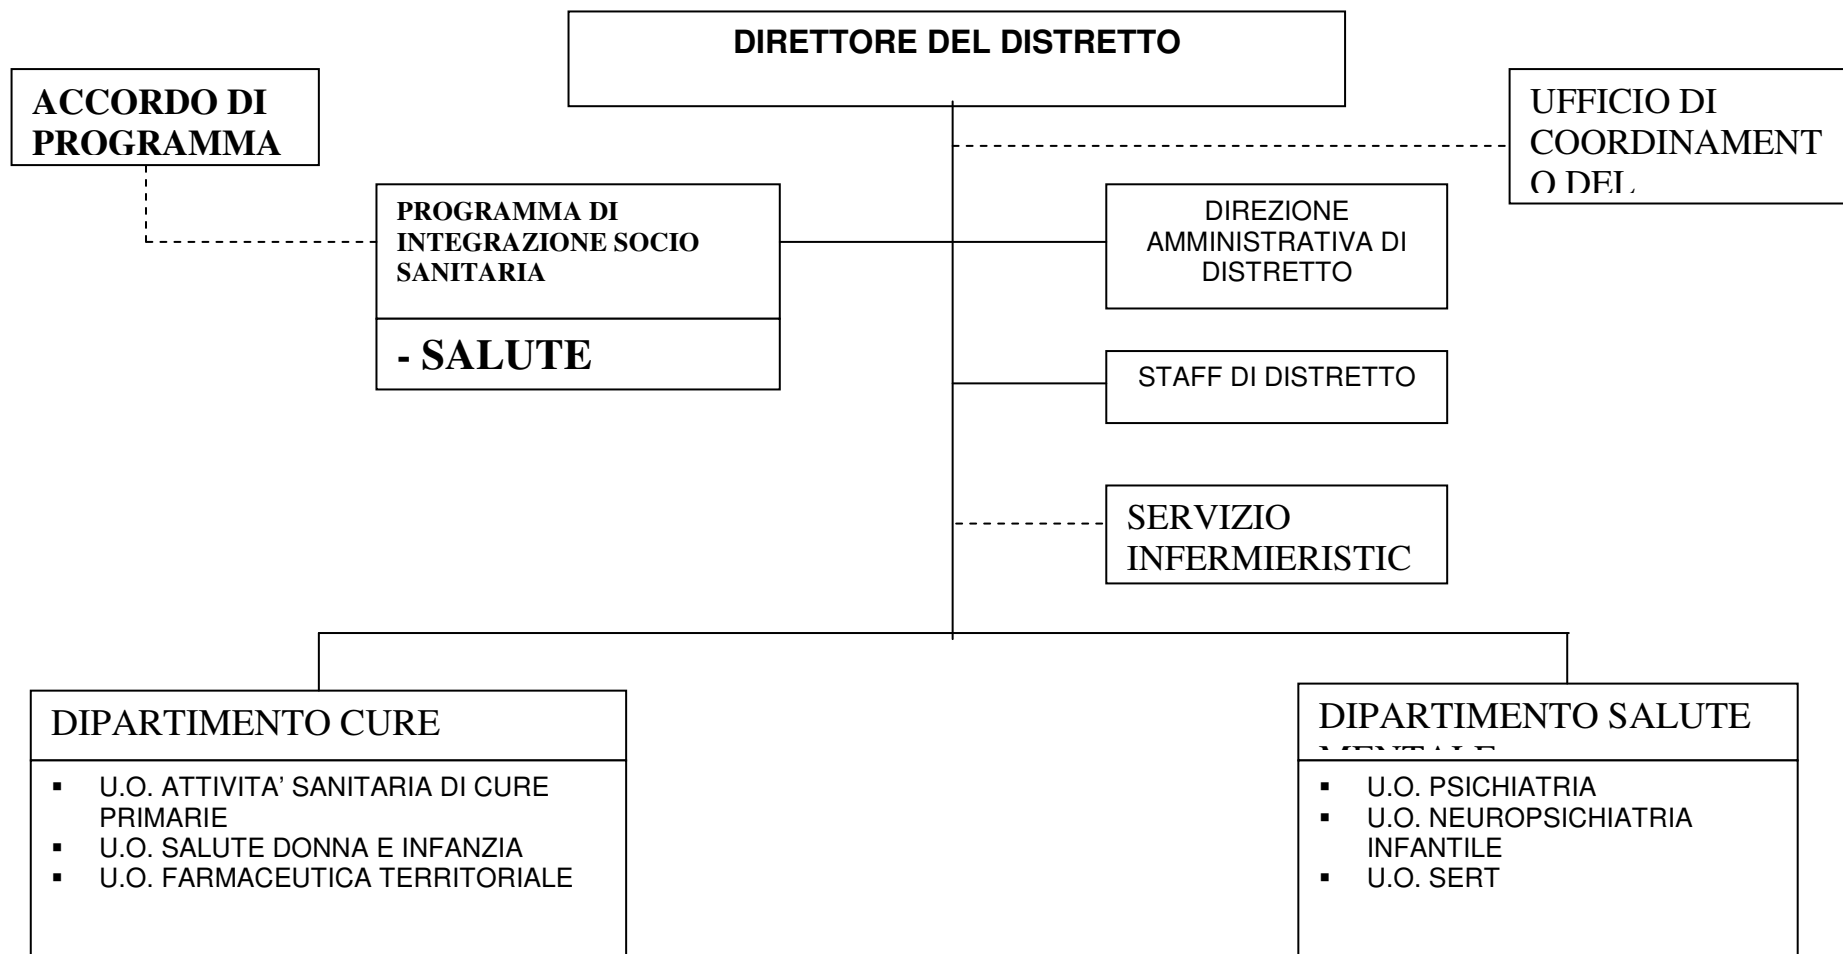 DIRETTORE DEL DISTRETTO
ACCORDO DI
PROGRAMMA
UFFICIO DI
COORDINAMENT
O DEL
PROGRAMMA DI
INTEGRAZIONE SOCIO
SANITARIA
- SALUTE
DIREZIONE
AMMINISTRATIVA DI
DISTRETTO
STAFF DI DISTRETTO
SERVIZIO
INFERMIERISTIC
DIPARTIMENTO CURE
▪ U.O. ATTIVITA’ SANITARIA DI CURE
PRIMARIE
▪ U.O. SALUTE DONNA E INFANZIA
▪ U.O. FARMACEUTICA TERRITORIALE
DIPARTIMENTO SALUTE
MENTALE
▪ U.O. PSICHIATRIA
▪ U.O. NEUROPSICHIATRIA
INFANTILE
▪ U.O. SERT